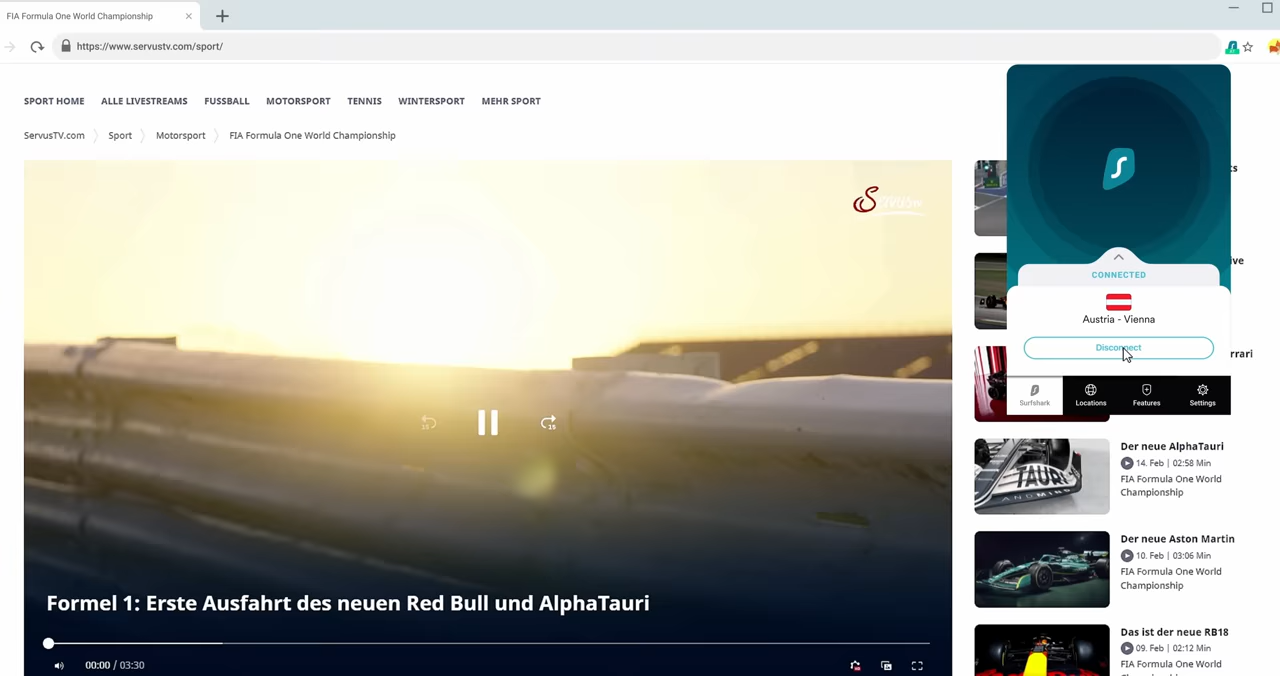 FIA Formula One World Championship
https://www.servustv.com/sport/
SPORT HOME
ALLE LIVESTREAMS
FUSSBALL
MOTORSPORT
TENNIS
WINTERSPORT
MEHR SPORT
ServusTV.com
Sport
Motorsport
FIA Formula One World Championship
Formel 1: Erste Ausfahrt des neuen Red Bull und AlphaTauri
00:00 / 03:30
15
15
CONNECTED
Austria - Vienna
Disconnect
Surfshark
Locations
Features
Settings
Der neue AlphaTauri
14. Feb | 02:58 Min
FIA Formula One World
Championship
Der neue Aston Martin
10. Feb | 03:06 Min
FIA Formula One World
Championship
Das ist der neue RB18
09. Feb | 02:12 Min
FIA Formula One World